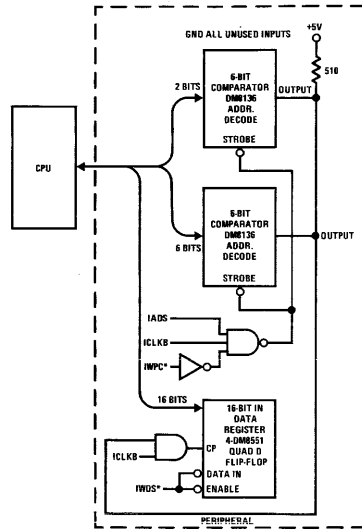 GND ALL UNUSED INPUTS
+5V
510
2 BITS
6-BIT
COMPARATOR
DM8136
ADDR.
DECODE
STROBE
OUTPUT
CPU
6 BITS
6-BIT
COMPARATOR
DM8136
ADDR.
DECODE
STROBE
OUTPUT
IADS
ICLKB
IWPC*
16 BITS
16-BIT IN
DATA
REGISTER
4-DM8551
QUAD D
FLIP-FLOP
CP
DATA IN
ENABLE
ICLKB
IWDS*
PERIPHERAL